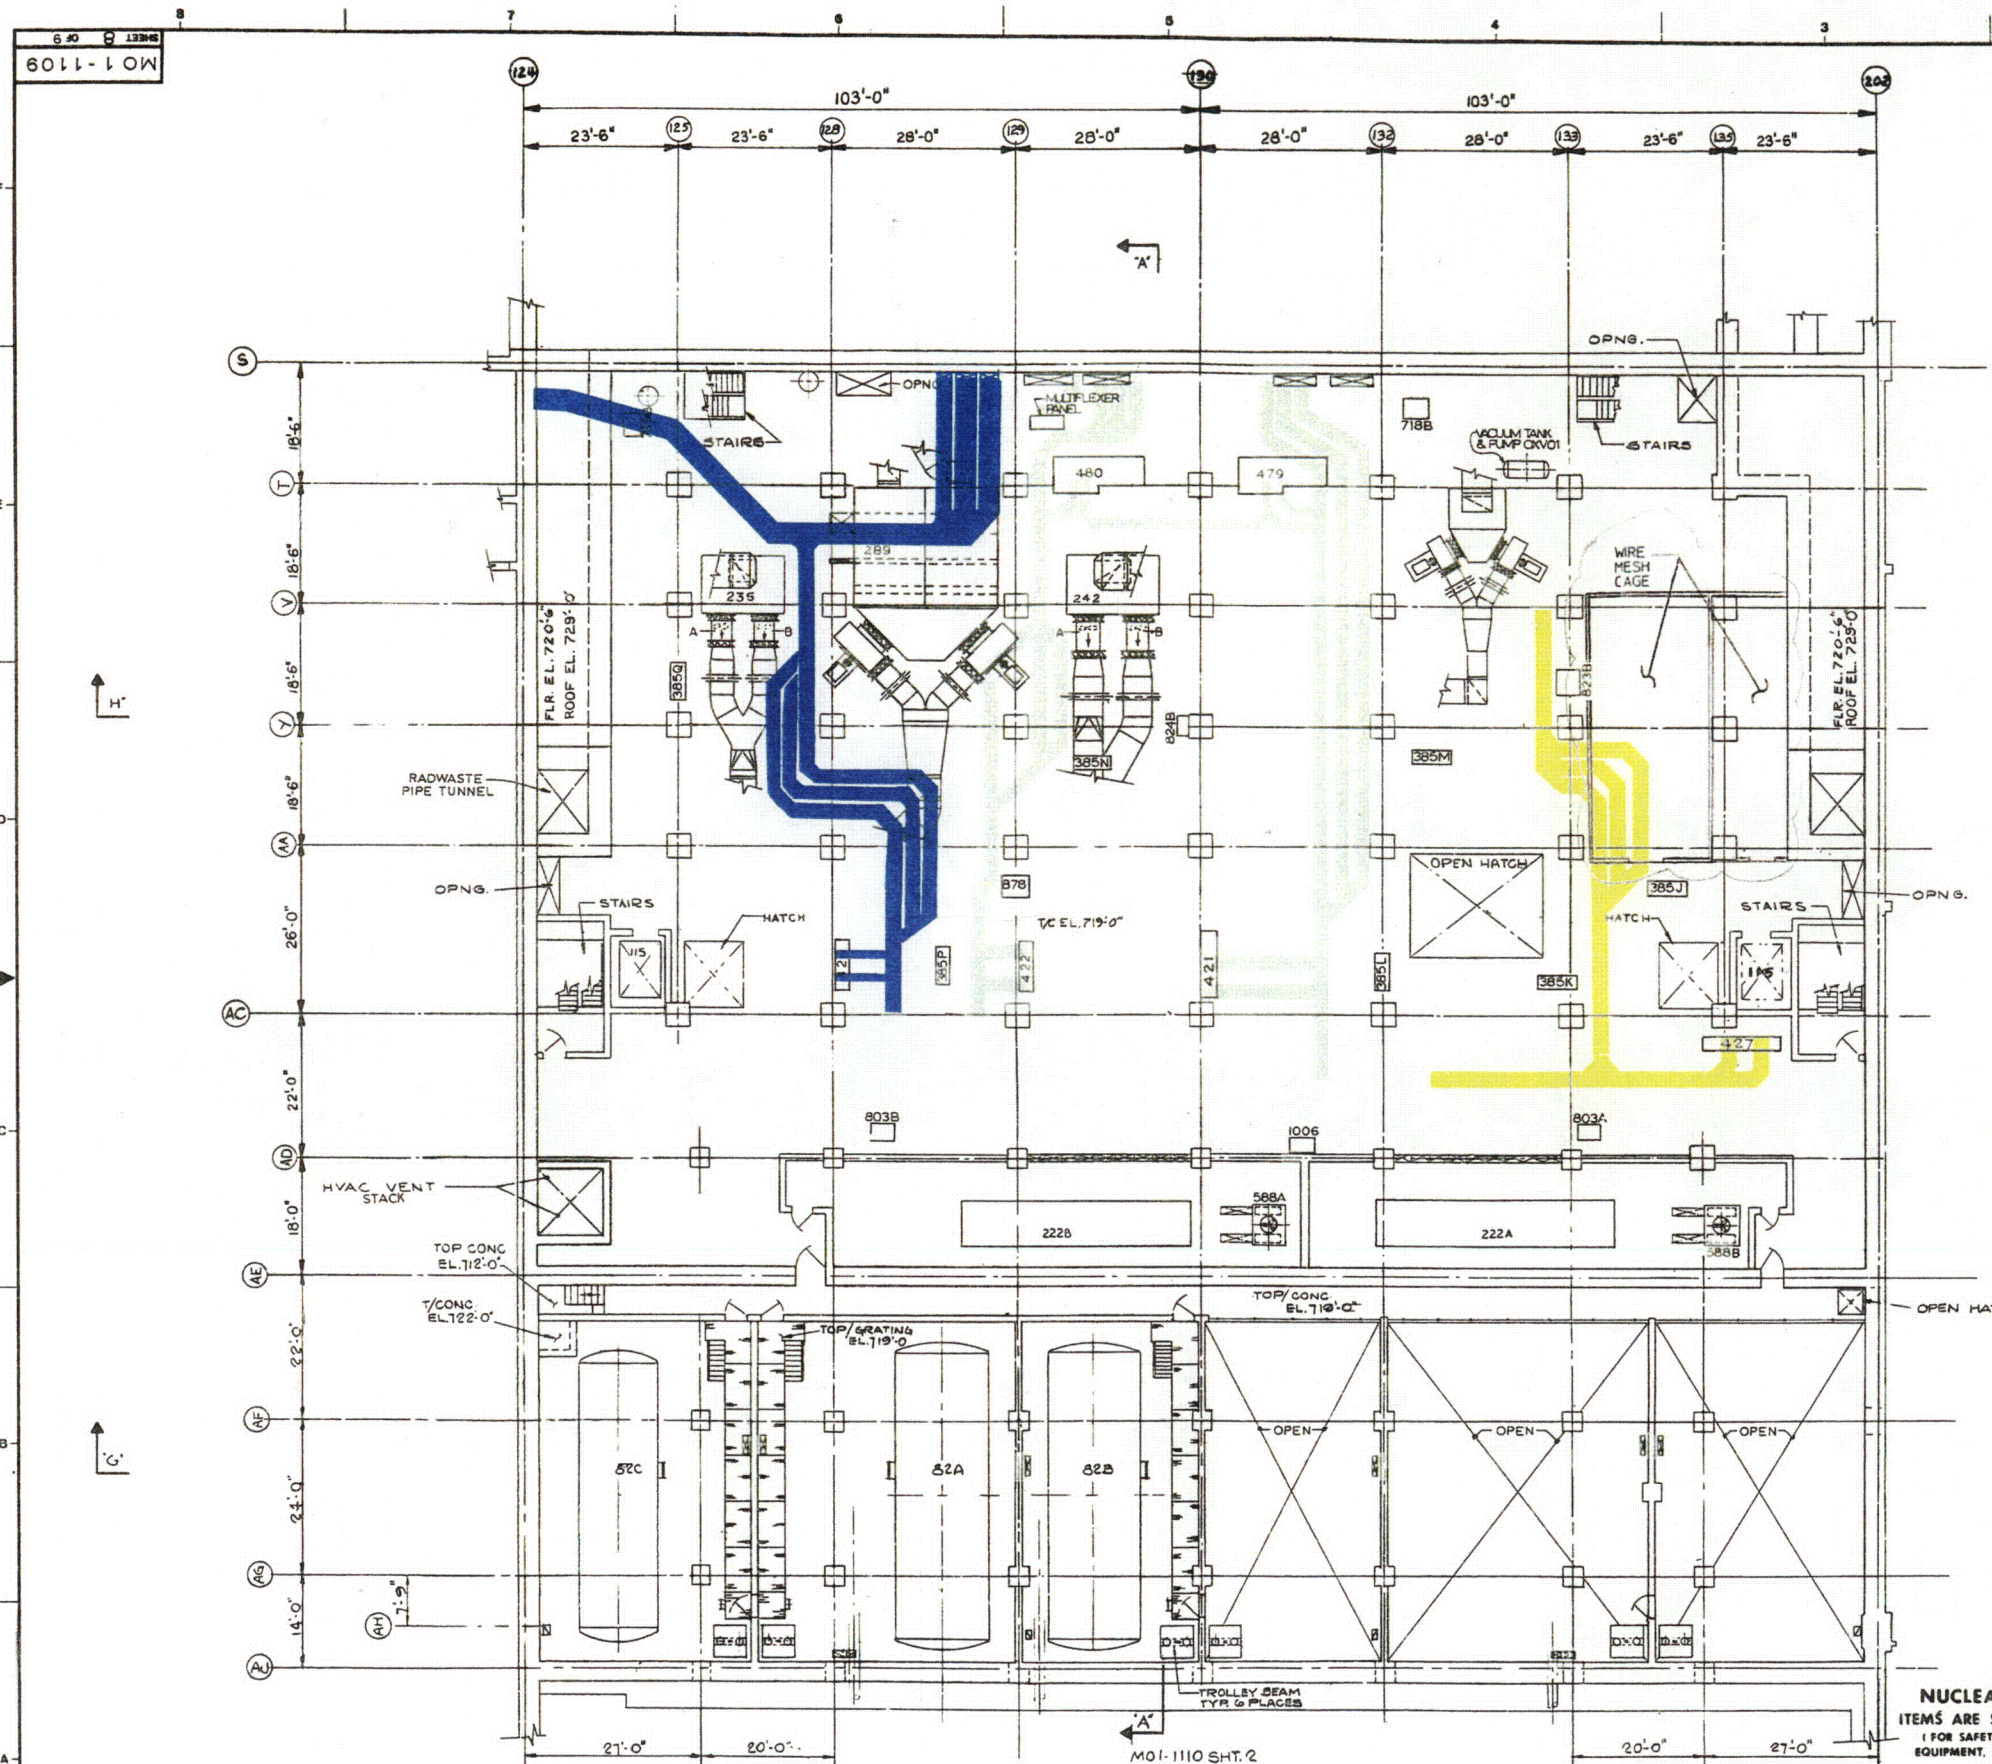 8 7 6 5 4 3
SHEET 8 OF 9
M01-1109
124 130 202
103'-0" 103'-0"
23'-6" 125 23'-6" 128 28'-0" 129 28'-0" 28'-0" 132 28'-0" 133 23'-6" 135 23'-6"
"A"
S
OPNG.
OPNG
MULTIFLEXER
PANEL
718B
STAIRS
VACUUM TANK
& PUMP OXV01
STAIRS
18'-6"
T
480
479
289
WIRE
MESH
CAGE
18'-6"
V
235
242
A B
A B
FLR. EL. 720'-6"
ROOF EL. 729'-0"
FLR. EL. 720'-6"
ROOF EL. 729'-0"
385Q
823B
18'-6"
"H"
Y
824B
385N
385M
RADWASTE
PIPE TUNNEL
18'-6"
AA
OPEN HATCH
878
385J
OPNG.
OPNG.
STAIRS
HATCH
T/C EL. 719'-0"
HATCH
STAIRS
26'-0"
115
385P
422
421
385L
385K
115
AC
427
22'-0"
803B
1006
803A
AD
HVAC VENT
STACK
18'-0"
588A
222B
222A
588B
TOP CONC
EL. 712'-0"
AE
T/CONC.
EL. 722'-0"
TOP/CONC.
EL. 719'-0"
OPEN HA
TOP/GRATING
EL. 719'-0
22'-0"
AF
OPEN
OPEN
OPEN
"G"
82C
82A
82B
24'-0"
AG
7'-9"
14'-0"
AH
AJ
TROLLEY BEAM
TYP. 6 PLACES
"A"
M01-1110 SHT. 2
27'-0" 20'-0" 20'-0" 27'-0"
NUCLEA
ITEMS ARE S
(FOR SAFET
EQUIPMENT,